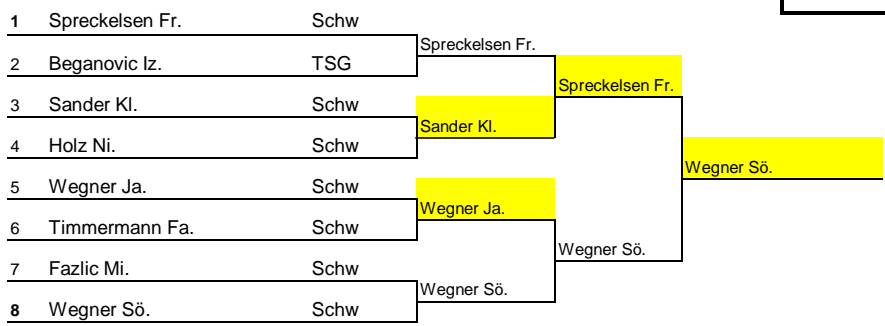 1 Spreckelsen Fr. Schw
Spreckelsen Fr.
2 Beganovic Iz. TSG
Spreckelsen Fr.
3 Sander Kl. Schw
Sander Kl.
4 Holz Ni. Schw
Wegner Sö.
5 Wegner Ja. Schw
Wegner Ja.
6 Timmermann Fa. Schw
Wegner Sö.
7 Fazlic Mi. Schw
Wegner Sö.
8 Wegner Sö. Schw